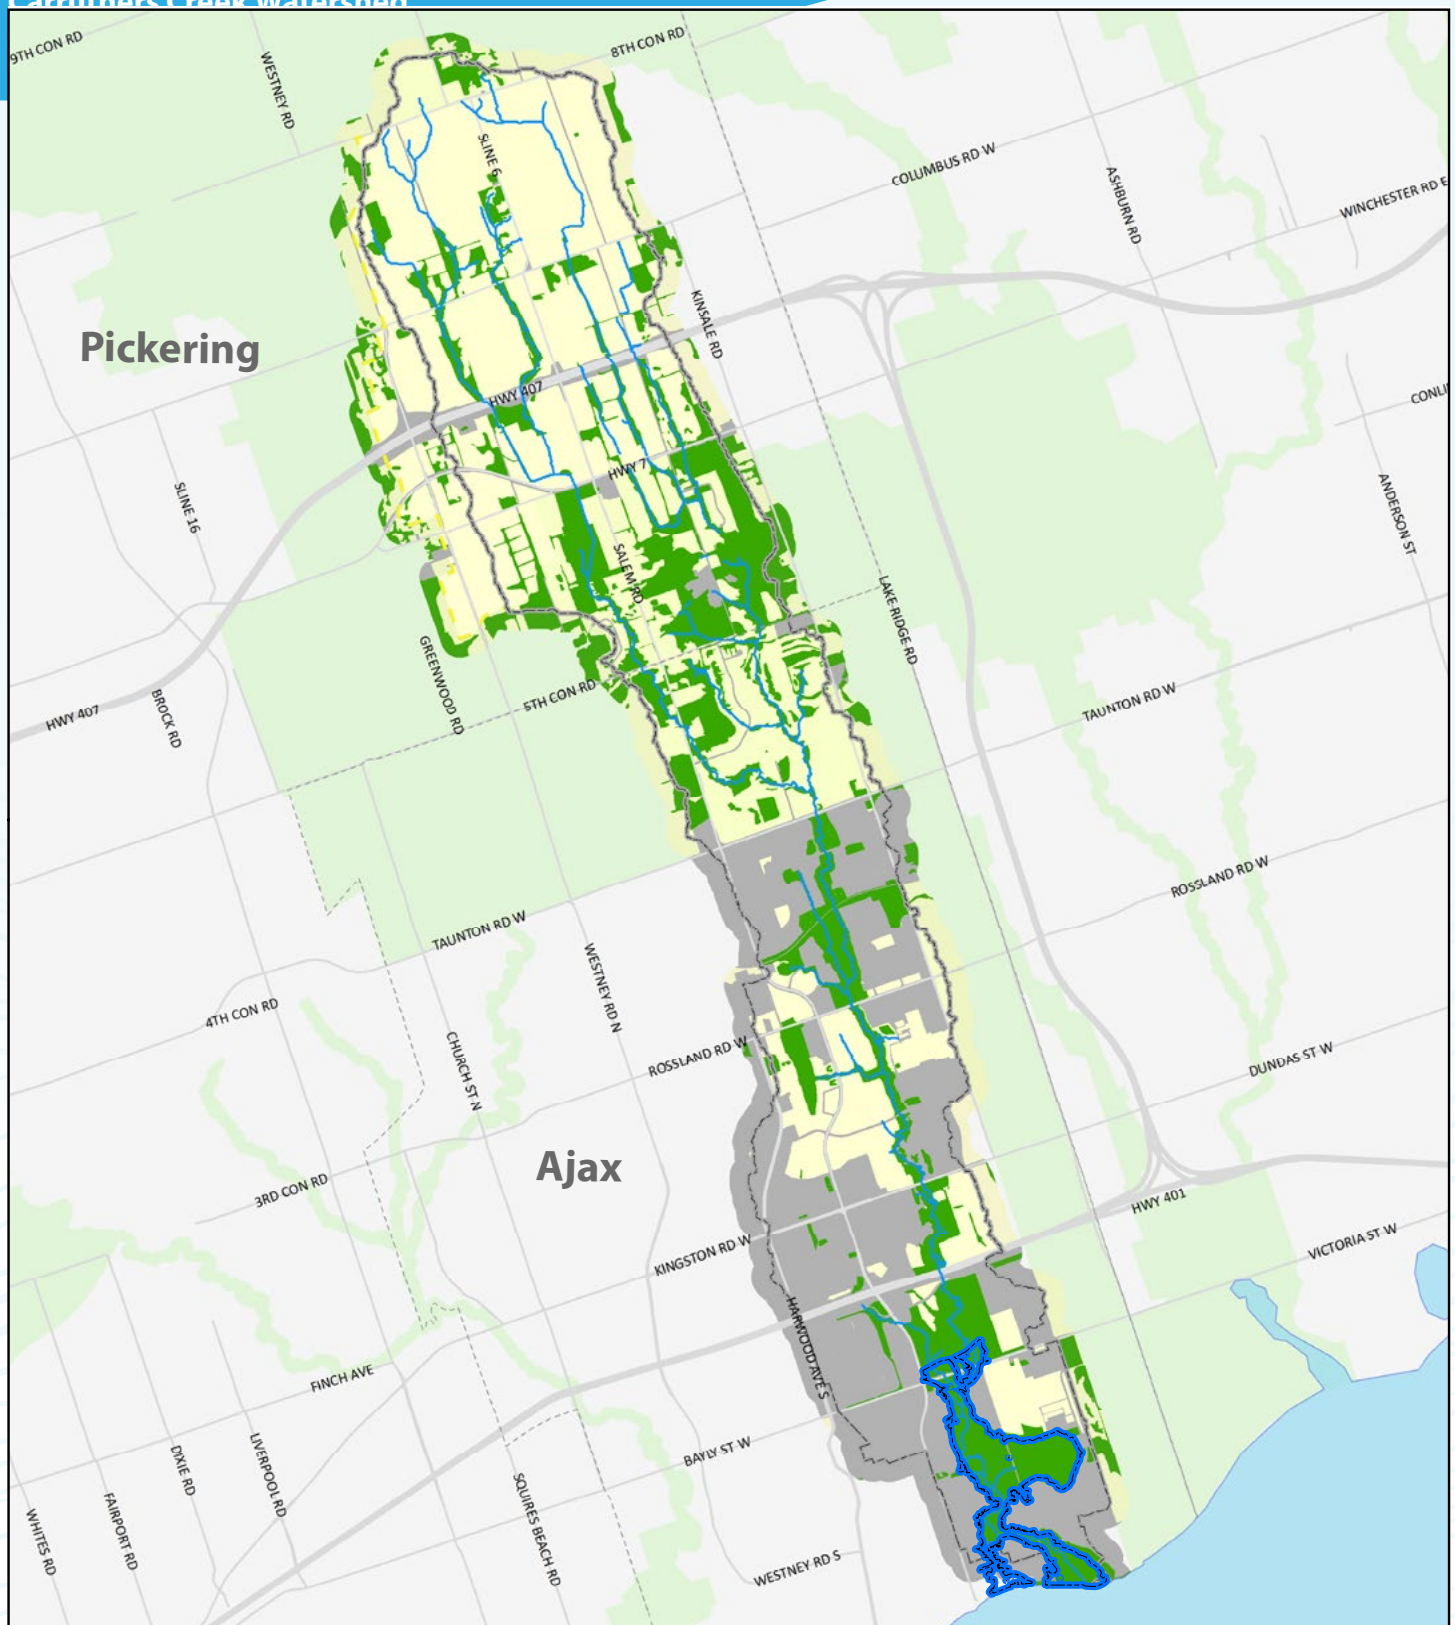 Carruthers Creek Watershed
9TH CON RD
WESTNEY RD
8TH CON RD
SLINE 6
COLUMBUS RD W
ASHBURN RD
WINCHESTER RD E
KINSALE RD
Pickering
HWY 407
HWY 7
SLINE 16
ANDERSON ST
SALEM RD
LAKE RIDGE RD
GREENWOOD RD
5TH CON RD
HWY 407
BROCK RD
TAUNTON RD W
TAUNTON RD W
WESTNEY RD N
ROSSLAND RD W
4TH CON RD
CHURCH ST N
ROSSLAND RD W
DUNDAS ST W
Ajax
3RD CON RD
HWY 401
KINGSTON RD W
VICTORIA ST W
HARWOOD AVE S
FINCH AVE
BAYLY ST W
LIVERPOOL RD
DIXIE RD
SQUIRES BEACH RD
FAIRPORT RD
WHITES RD
WESTNEY RD S